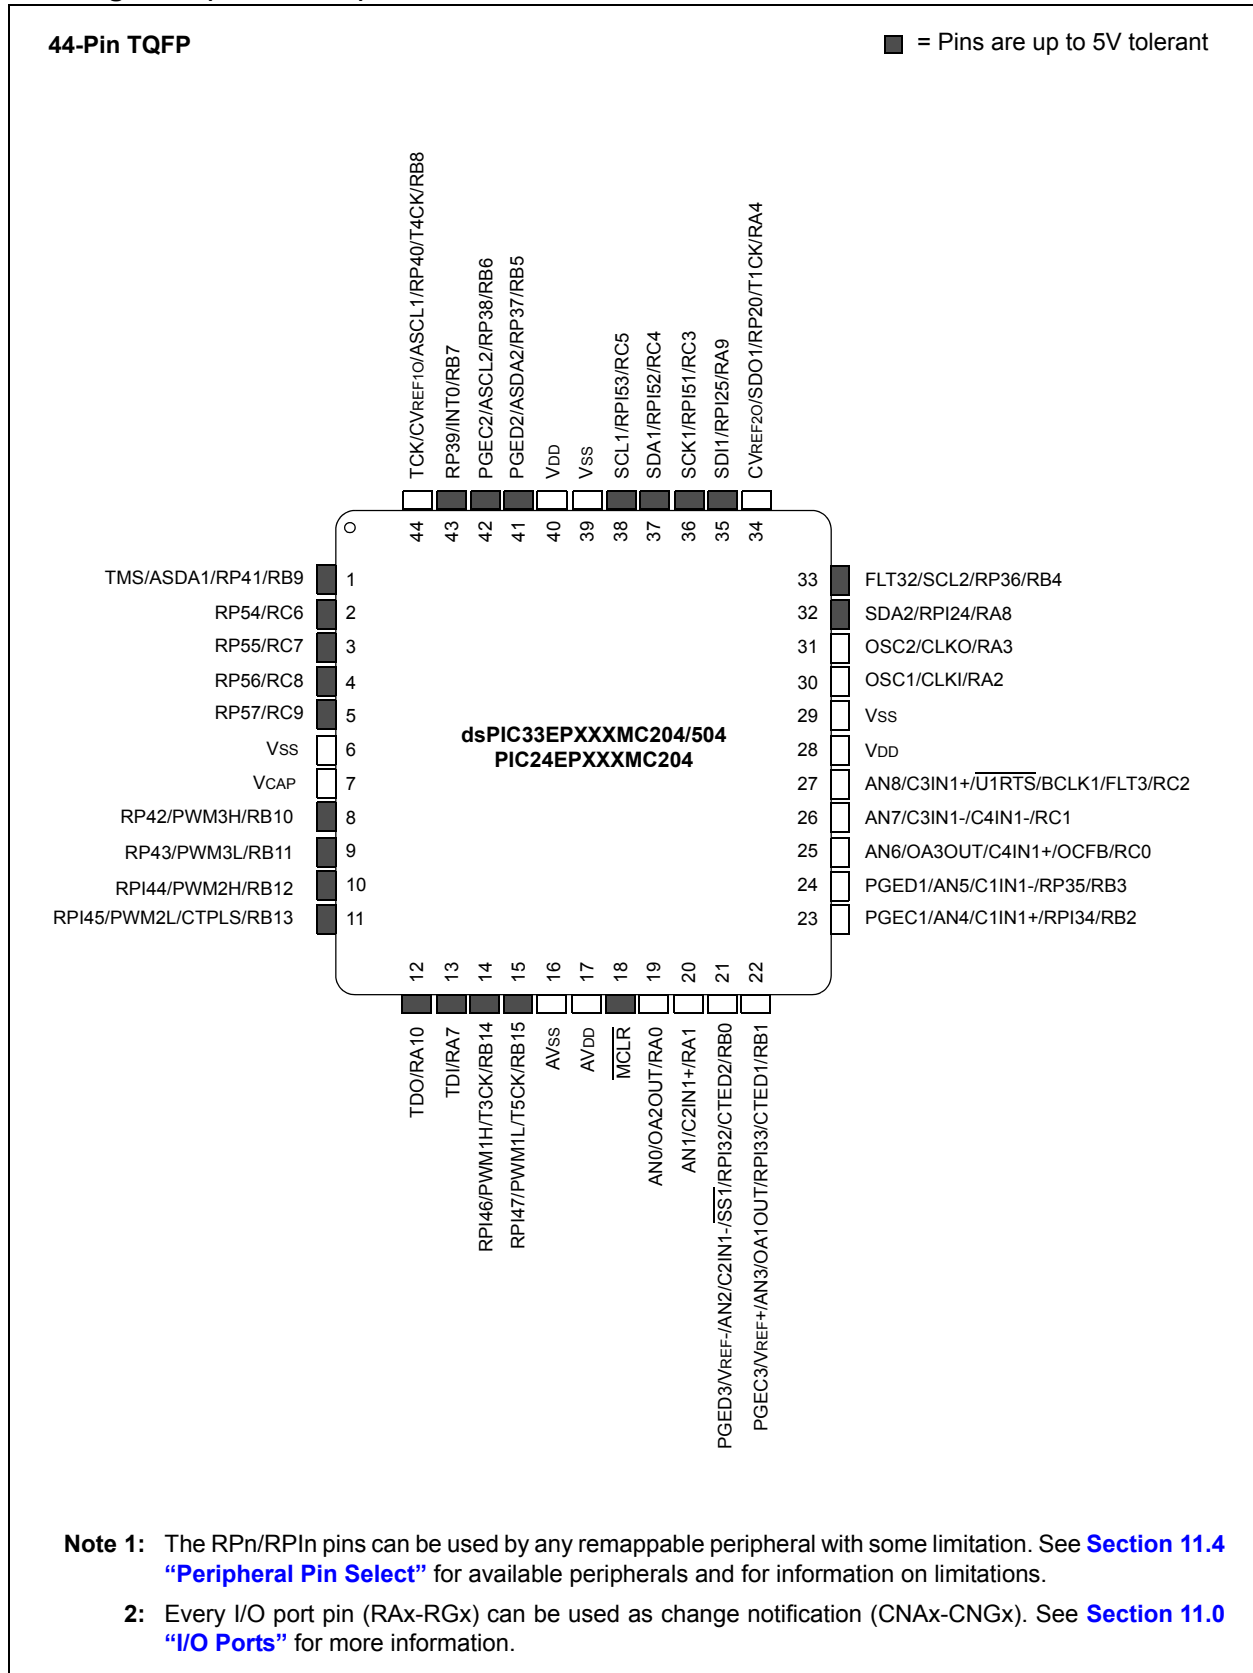 44-Pin TQFP
= Pins are up to 5V tolerant
TCK/CVREF1O/ASCL1/RP40/T4CK/RB8
RP39/INT0/RB7
PGEC2/ASCL2/RP38/RB6
PGED2/ASDA2/RP37/RB5
VDD
VSS
SCL1/RPI53/RC5
SDA1/RPI52/RC4
SCK1/RPI51/RC3
SDI1/RPI25/RA9
CVREF2O/SDO1/RP20/T1CK/RA4
44
43
42
41
40
39
38
37
36
35
34
TMS/ASDA1/RP41/RB9 1
RP54/RC6 2
RP55/RC7 3
RP56/RC8 4
RP57/RC9 5
VSS 6
VCAP 7
RP42/PWM3H/RB10 8
RP43/PWM3L/RB11 9
RPI44/PWM2H/RB12 10
RPI45/PWM2L/CTPLS/RB13 11
dsPIC33EPXXXMC204/504
PIC24EPXXXMC204
33 FLT32/SCL2/RP36/RB4
32 SDA2/RPI24/RA8
31 OSC2/CLKO/RA3
30 OSC1/CLKI/RA2
29 VSS
28 VDD
27 AN8/C3IN1+/U1RTS/BCLK1/FLT3/RC2
26 AN7/C3IN1-/C4IN1-/RC1
25 AN6/OA3OUT/C4IN1+/OCFB/RC0
24 PGED1/AN5/C1IN1-/RP35/RB3
23 PGEC1/AN4/C1IN1+/RPI34/RB2
12
13
14
15
16
17
18
19
20
21
22
TDO/RA10
TDI/RA7
RPI46/PWM1H/T3CK/RB14
RPI47/PWM1L/T5CK/RB15
AVSS
AVDD
MCLR
AN0/OA2OUT/RA0
AN1/C2IN1+/RA1
PGED3/VREF-/AN2/C2IN1-/SS1/RPI32/CTED2/RB0
PGEC3/VREF+/AN3/OA1OUT/RPI33/CTED1/RB1
Note 1: The RPn/RPIn pins can be used by any remappable peripheral with some limitation. See Section 11.4
“Peripheral Pin Select” for available peripherals and for information on limitations.
2: Every I/O port pin (RAx-RGx) can be used as change notification (CNAx-CNGx). See Section 11.0
“I/O Ports” for more information.